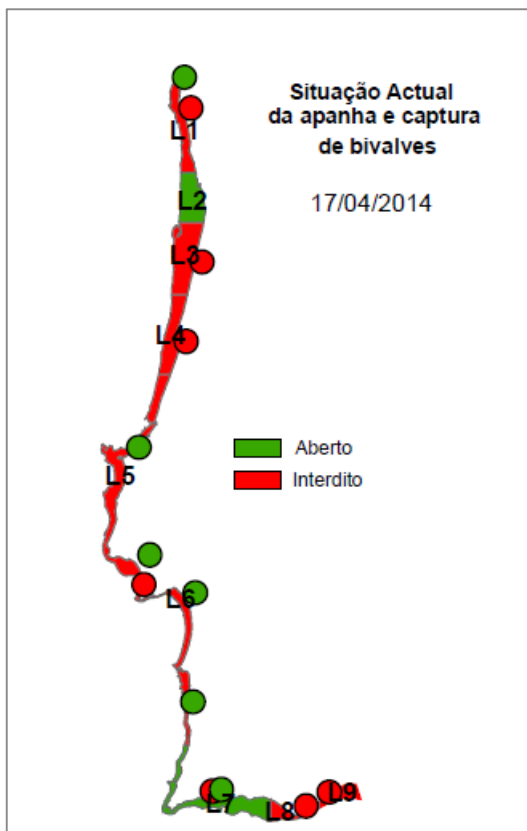 Situação Actual
da apanha e captura
de bivalves
17/04/2014
L1
L2
L3
L4
Aberto
Interdito
L5
L6
L7
L8
L9